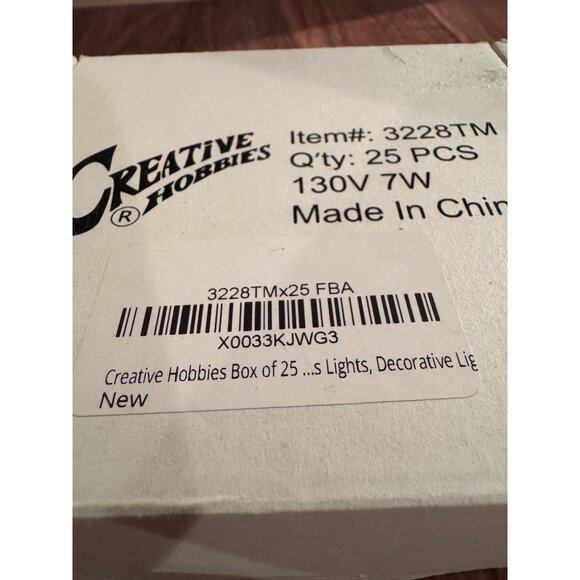 CREATIVE
HOBBIES
®
Item#: 3228TM
Q'ty: 25 PCS
130V 7W
Made In Chin
3228TMx25 FBA
X0033KJWG3
Creative Hobbies Box of 25 ...s Lights, Decorative Lig
New